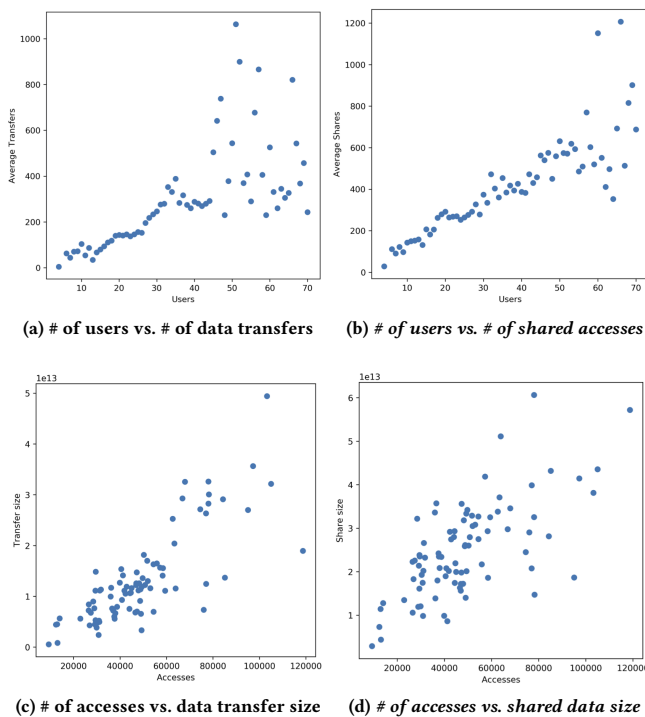 1000
800
600
400
200
0
Average Transfers
10 20 30 40 50 60 70
Users
(a) # of users vs. # of data transfers
1200
1000
800
600
400
200
0
Average Shares
10 20 30 40 50 60 70
Users
(b) # of users vs. # of shared accesses
1e13
5
4
3
2
1
0
Transfer size
20000 40000 60000 80000 100000 120000
Accesses
(c) # of accesses vs. data transfer size
1e13
6
5
4
3
2
1
Share size
20000 40000 60000 80000 100000 120000
Accesses
(d) # of accesses vs. shared data size